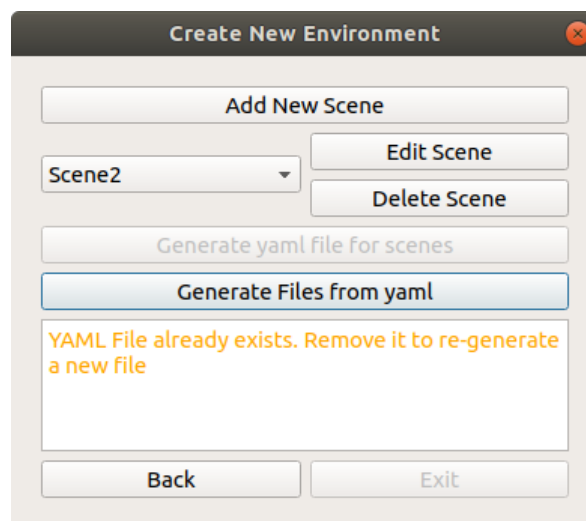 Create New Environment
Add New Scene
Scene2
Edit Scene
Delete Scene
Generate yaml file for scenes
Generate Files from yaml
YAML File already exists. Remove it to re-generate
a new file
Back
Exit